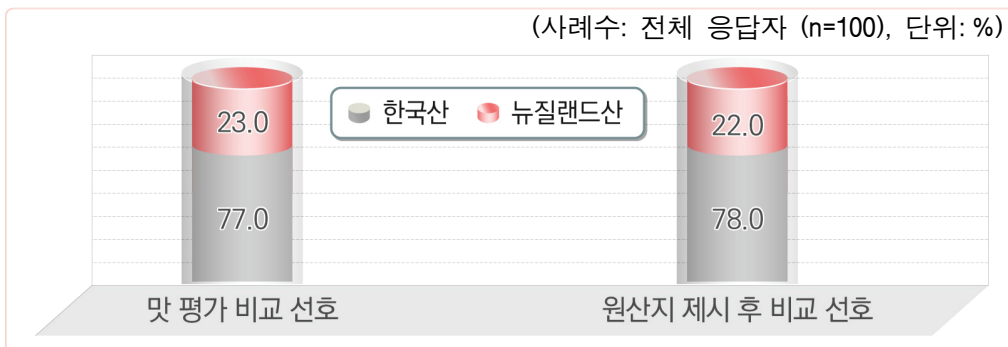 (사례수: 전체 응답자 (n=100), 단위: %)
한국산 뉴질랜드산
23.0 22.0
77.0 78.0
맛 평가 비교 선호 원산지 제시 후 비교 선호